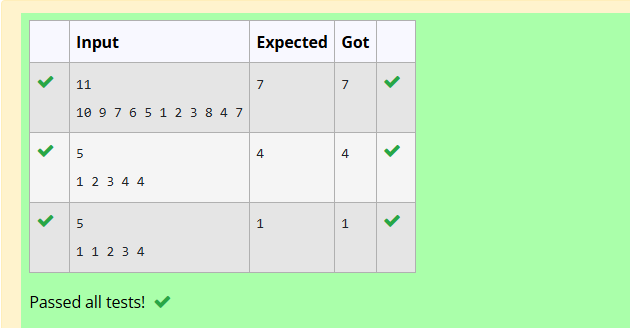 Input Expected Got
11 7 7
10 9 7 6 5 1 2 3 8 4 7
5 4 4
1 2 3 4 4
5 1 1
1 1 2 3 4
Passed all tests!